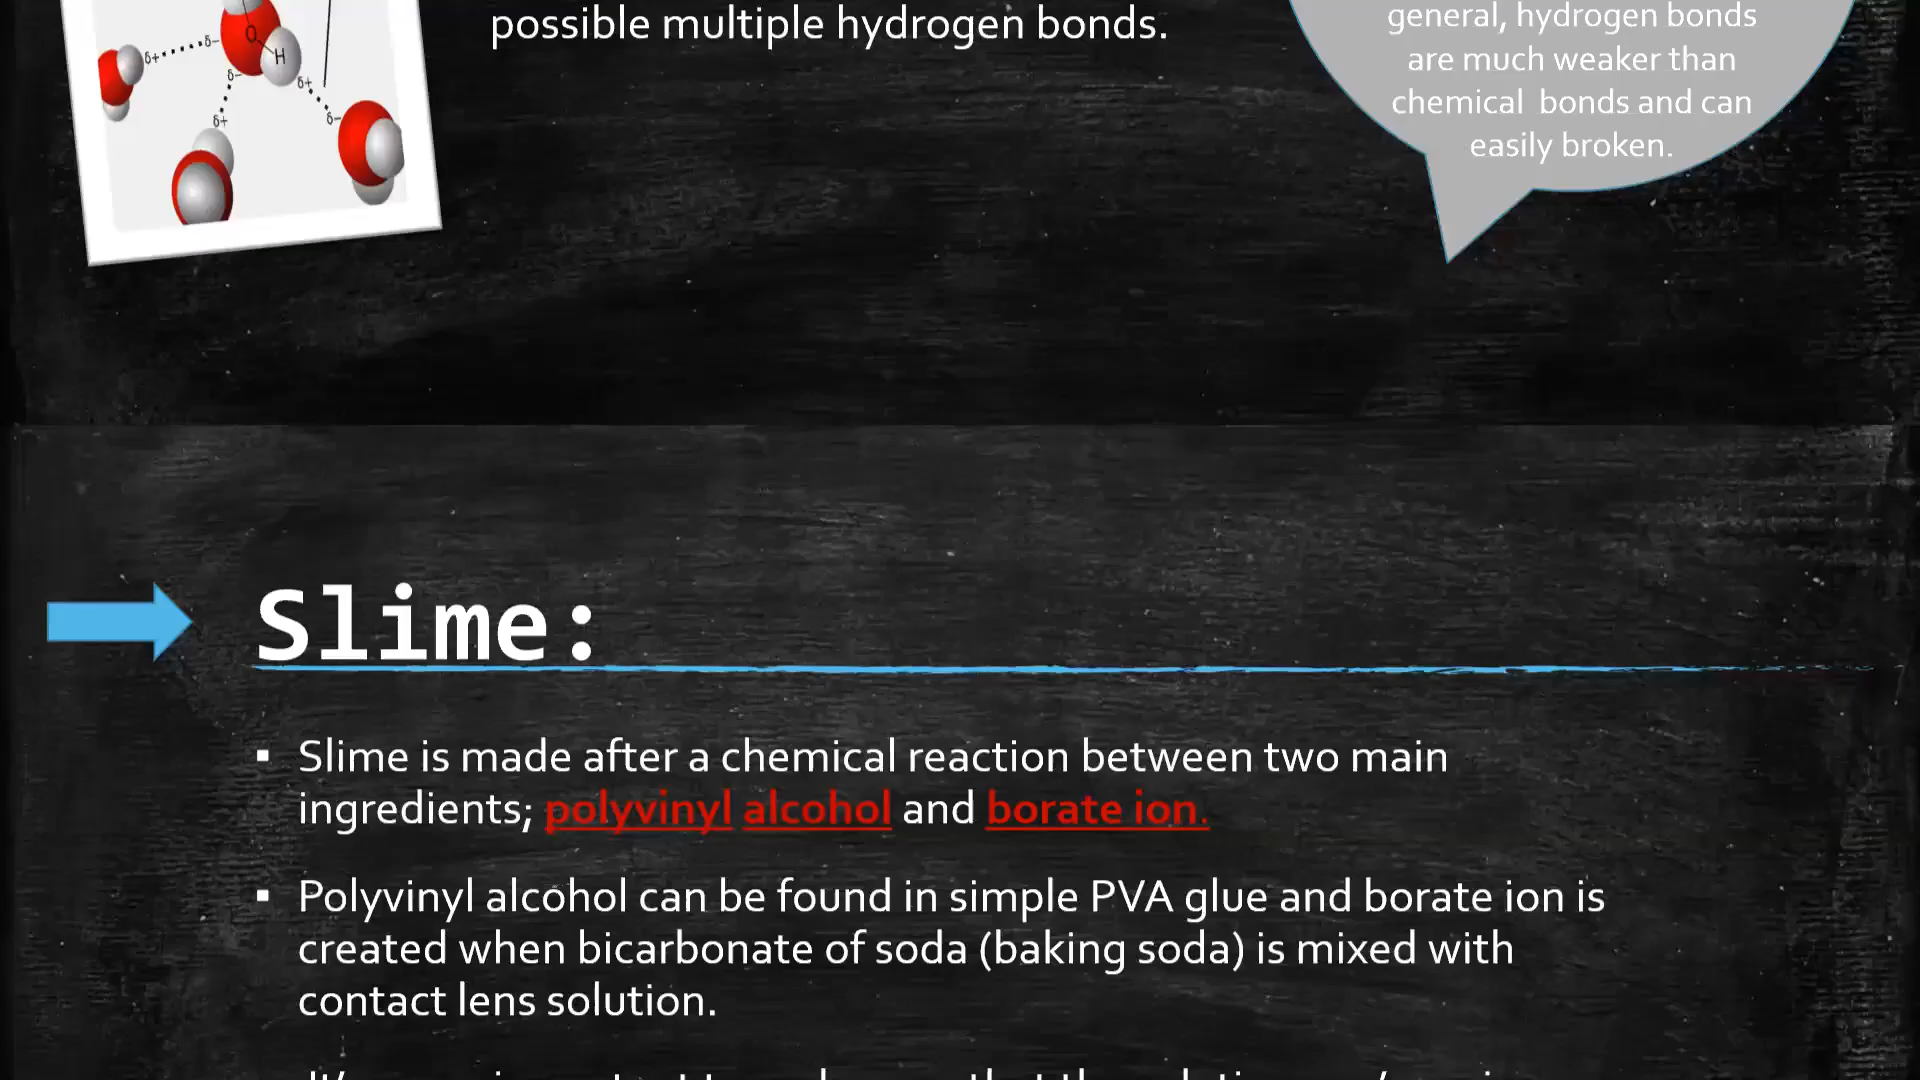 possible multiple hydrogen bonds.
general, hydrogen bonds
are much weaker than
chemical bonds and can
easily broken.
δ+
δ-
O
H
δ-
δ+
δ-
δ+
Slime:
▪ Slime is made after a chemical reaction between two main
ingredients; polyvinyl alcohol and borate ion.
▪ Polyvinyl alcohol can be found in simple PVA glue and borate ion is
created when bicarbonate of soda (baking soda) is mixed with
contact lens solution.